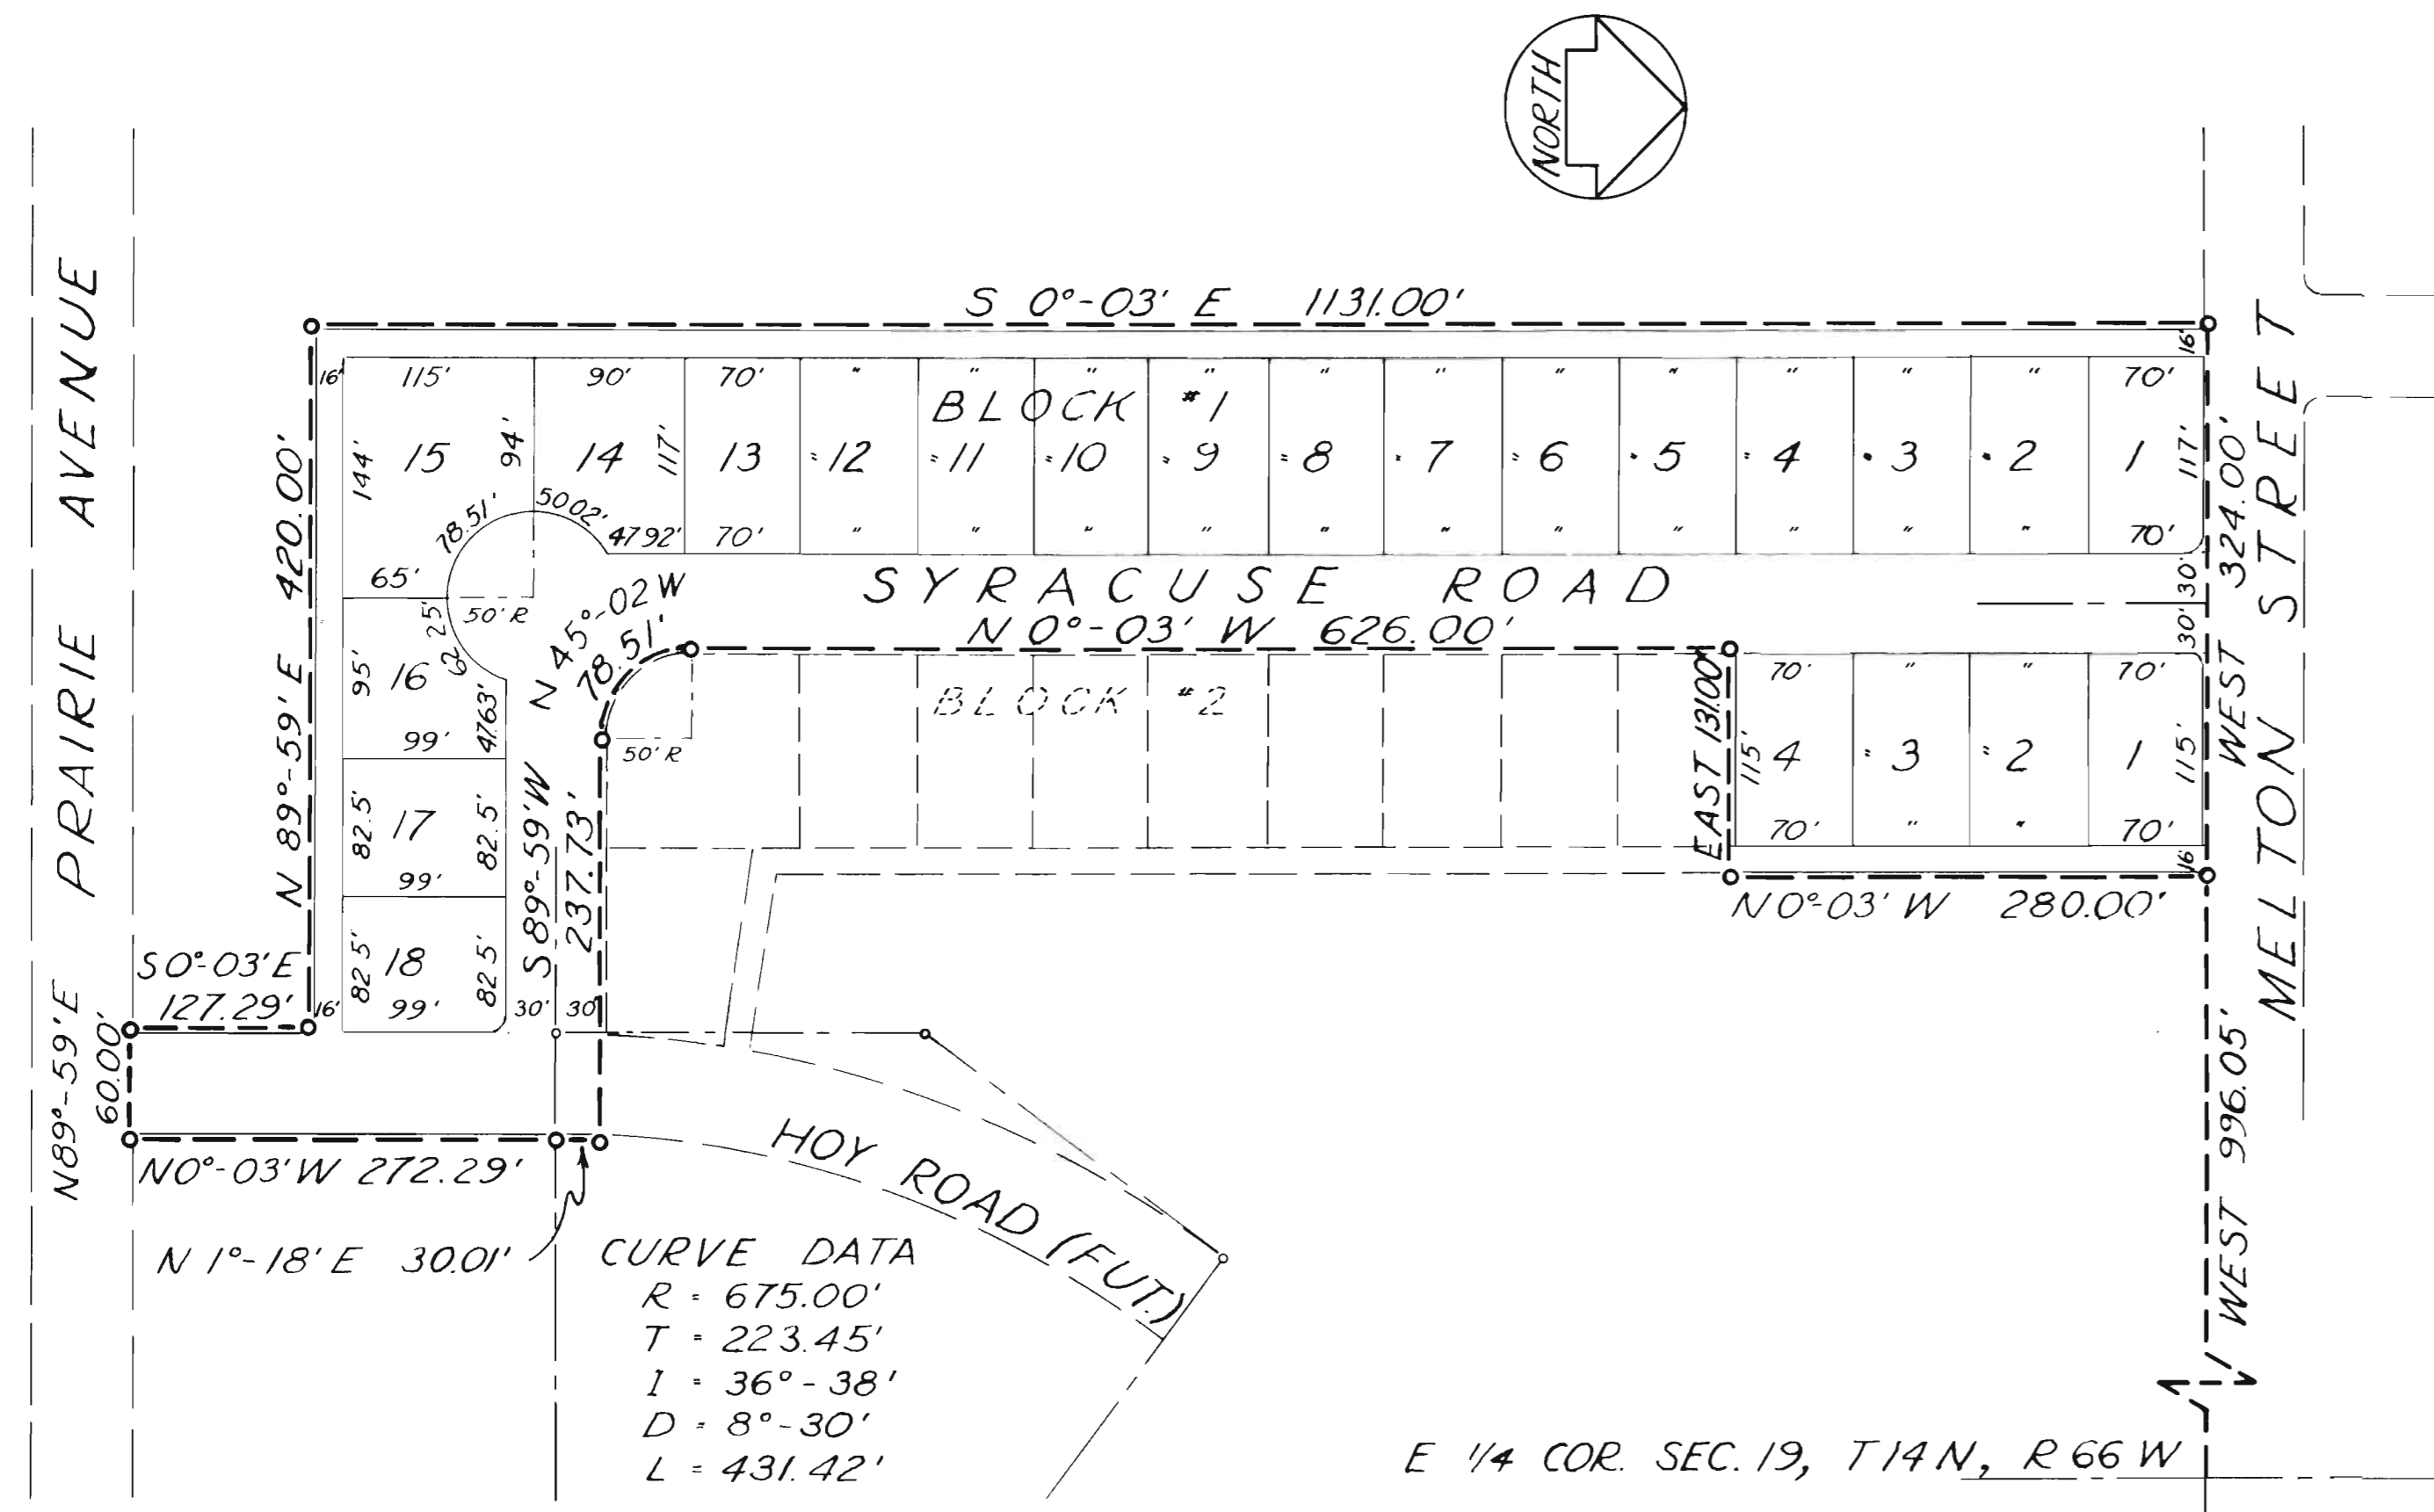 NORTH
PRAIRIE AVENUE
S 0°-03' E 1131.00'
16' 115' 90' 70' " " " " " " " " " " " 70' 16'
BLOCK #1
144' 15 94' 14 117' 13 = 12 = 11 = 10 = 9 = 8 = 7 = 6 = 5 = 4 = 3 = 2 1 117'
78.51' 50 02' 47 92' 70' " " " " " " " " " " " 70'
N 89°-59' E 420.00'
WEST 324.00'
MELTON STREET
65' 50' R
SYRACUSE ROAD
30'
30'
N 45°-02 W
78.51'
N 0°-03' W 626.00'
62 25'
95' 16 47.63'
99'
50' R
BLOCK #2
EAST 131.00'
70' " " 70'
115' 4 = 3 = 2 1 115'
70' " " 70'
16'
82.5' 17 82.5'
99'
S 89°-59' W
237.73'
N 0°-03' W 280.00'
82 5' 18 82 5'
99'
30' 30'
S 0°-03' E
127.29'
16'
N 89°-59' E
60.00'
N 0°-03' W 272.29'
N 1°-18' E 30.01'
HOY ROAD (FUT.)
WEST 996.05'
CURVE DATA
R = 675.00'
T = 223.45'
I = 36°-38'
D = 8°-30'
L = 431.42'
E 1/4 COR. SEC. 19, T 14 N, R 66 W